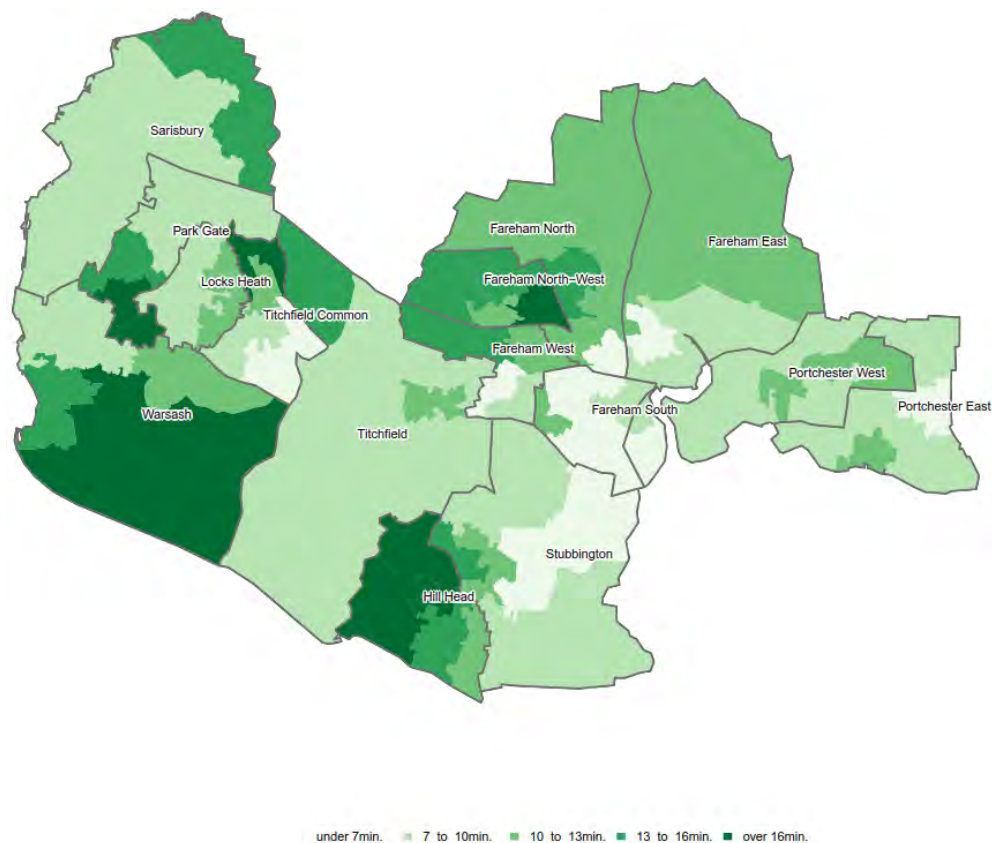 Sarisbury
Park Gate
Fareham North
Fareham East
Locks Heath
Fareham North-West
Titchfield Common
Fareham West
Portchester West
Warsash
Titchfield
Fareham South
Portchester East
Stubbington
Hill Head
under 7min. 7 to 10min. 10 to 13min. 13 to 16min. over 16min.